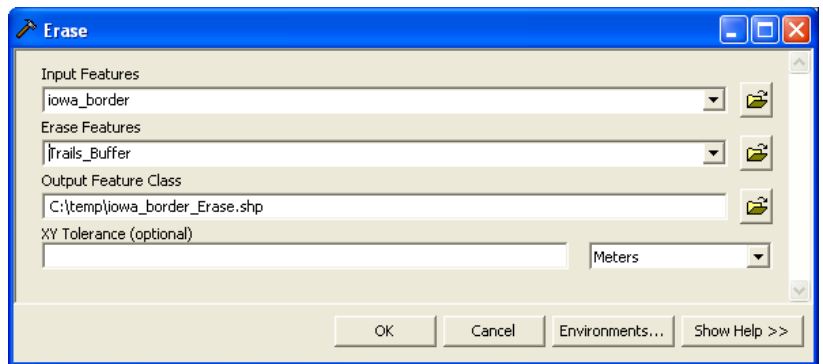 Erase
Input Features
iowa_border
Erase Features
Trails_Buffer
Output Feature Class
C:\temp\iowa_border_Erase.shp
XY Tolerance (optional)
Meters
OK Cancel Environments... Show Help >>